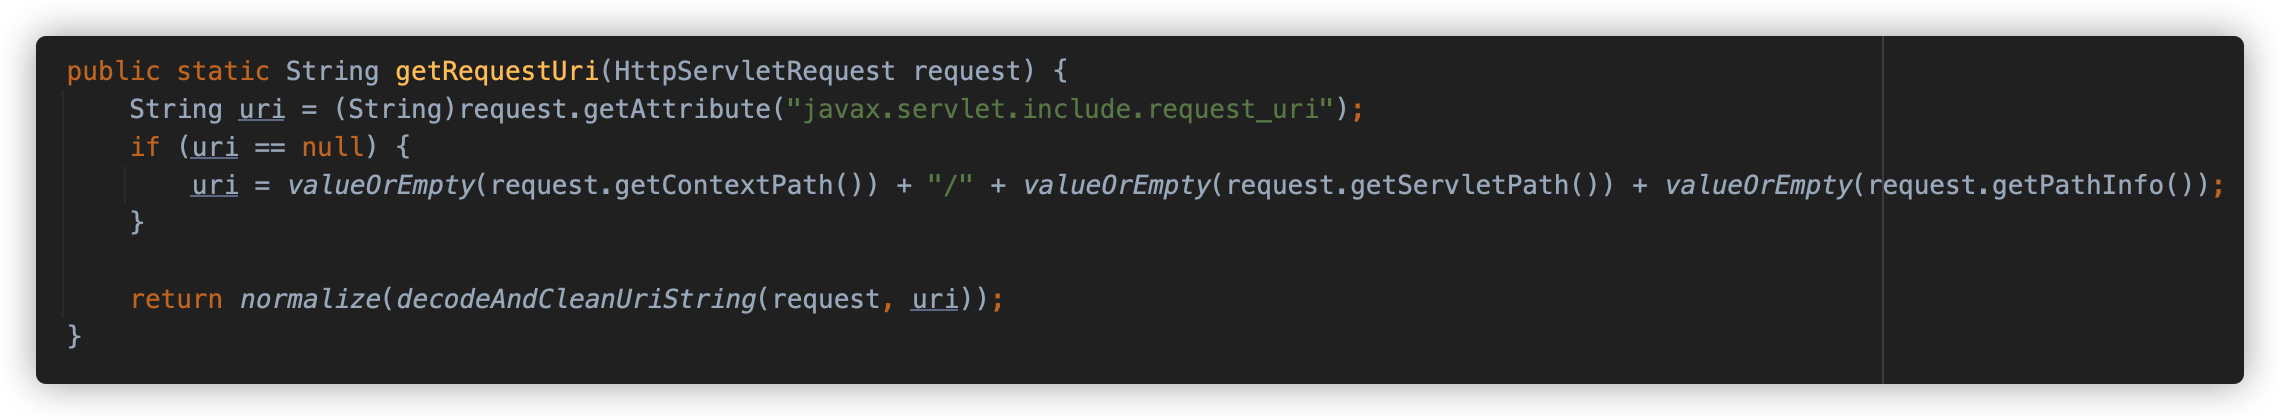 public static String getRequestUri(HttpServletRequest request) {
    String uri = (String)request.getAttribute("javax.servlet.include.request_uri");
    if (uri == null) {
        uri = valueOrEmpty(request.getContextPath()) + "/" + valueOrEmpty(request.getServletPath()) + valueOrEmpty(request.getPathInfo());
    }

    return normalize(decodeAndCleanUriString(request, uri));
}